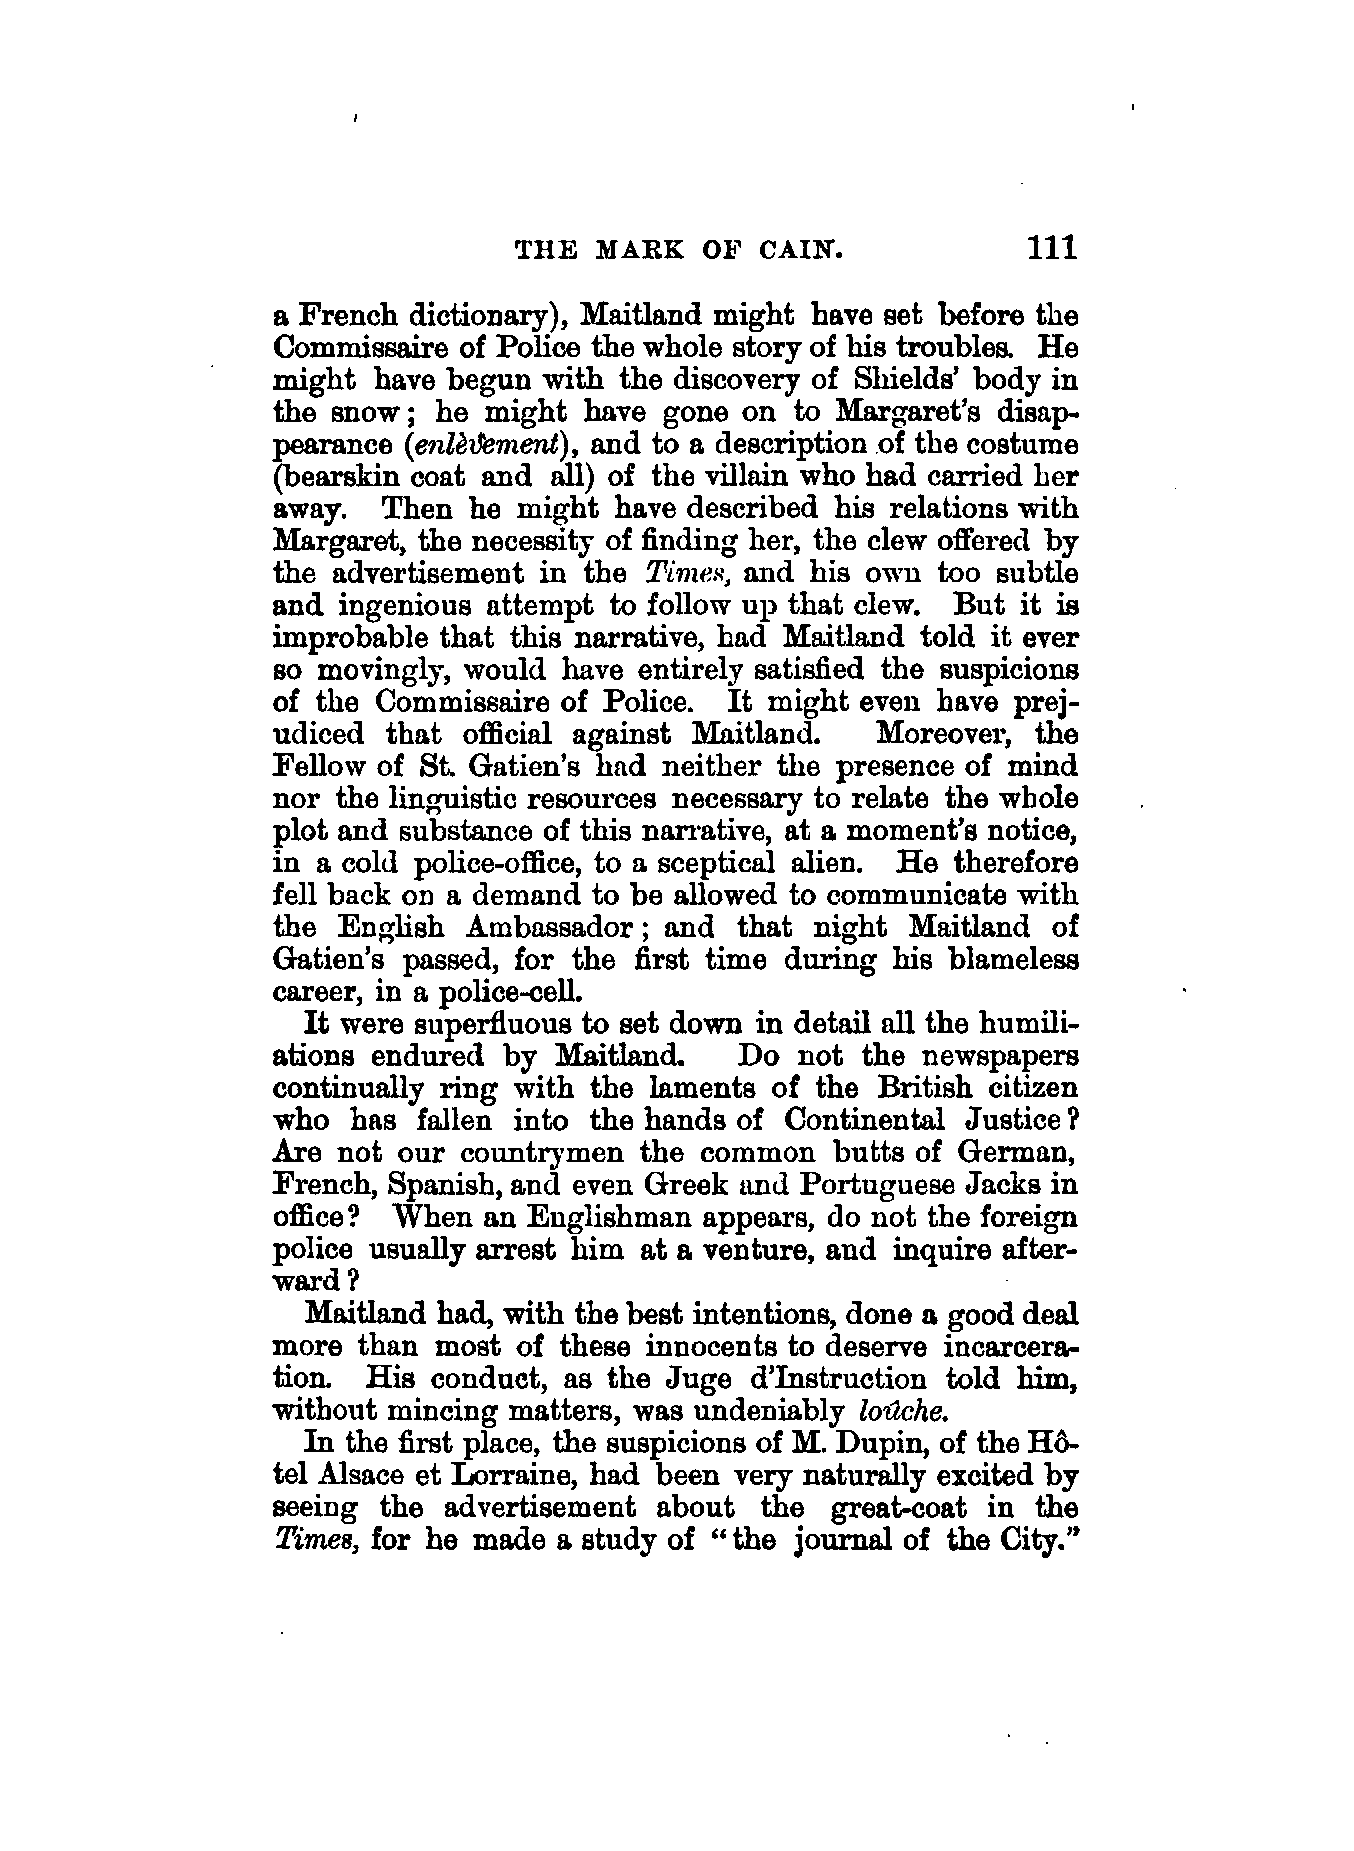 THE MARK OF CAIN. 111
a French dictionary), Maitland might have set before the
Commissaire of Police the whole story of his troubles. He
might have begun with the discovery of Shields' body in
the snow; he might have gone on to Margaret's disap-
pearance (enlèvement), and to a description of the costume
(bearskin coat and all) of the villain who had carried her
away. Then he might have described his relations with
Margaret, the necessity of finding her, the clew offered by
the advertisement in the Times, and his own too subtle
and ingenious attempt to follow up that clew. But it is
improbable that this narrative, had Maitland told it ever
so movingly, would have entirely satisfied the suspicions
of the Commissaire of Police. It might even have prej-
udiced that official against Maitland. Moreover, the
Fellow of St. Gatien's had neither the presence of mind
nor the linguistic resources necessary to relate the whole
plot and substance of this narrative, at a moment's notice,
in a cold police-office, to a sceptical alien. He therefore
fell back on a demand to be allowed to communicate with
the English Ambassador; and that night Maitland of
Gatien's passed, for the first time during his blameless
career, in a police-cell.
It were superfluous to set down in detail all the humili-
ations endured by Maitland. Do not the newspapers
continually ring with the laments of the British citizen
who has fallen into the hands of Continental Justice?
Are not our countrymen the common butts of German,
French, Spanish, and even Greek and Portuguese Jacks in
office? When an Englishman appears, do not the foreign
police usually arrest him at a venture, and inquire after-
ward?
Maitland had, with the best intentions, done a good deal
more than most of these innocents to deserve incarcera-
tion. His conduct, as the Juge d'Instruction told him,
without mincing matters, was undeniably loûche.
In the first place, the suspicions of M. Dupin, of the Hô-
tel Alsace et Lorraine, had been very naturally excited by
seeing the advertisement about the great-coat in the
Times, for he made a study of "the journal of the City."